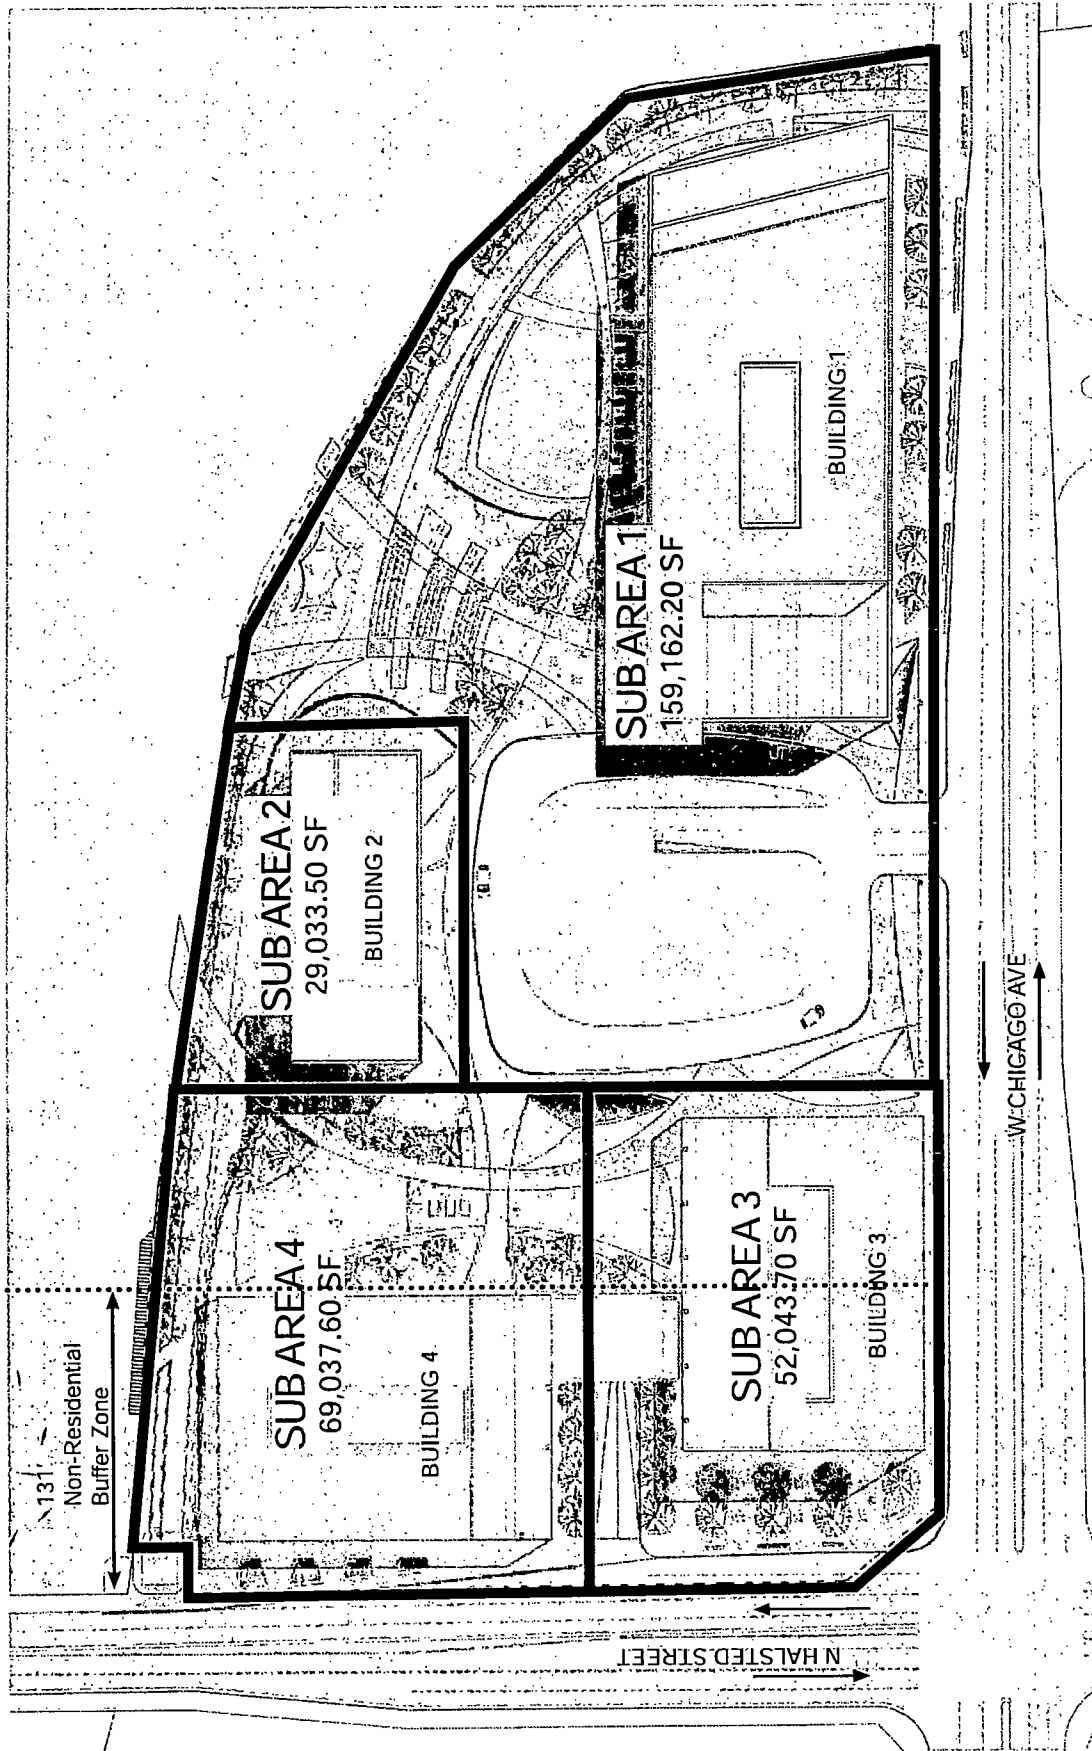 131'
Non-Residential
Buffer Zone
SUB AREA 4
69,037.60 SF
BUILDING 4
SUB AREA 2
29,033.50 SF
BUILDING 2
SUB AREA 1
159,162.20 SF
BUILDING 1
SUB AREA 3
52,043.70 SF
BUILDING 3
N HALSTED STREET
W CHICAGO AVE